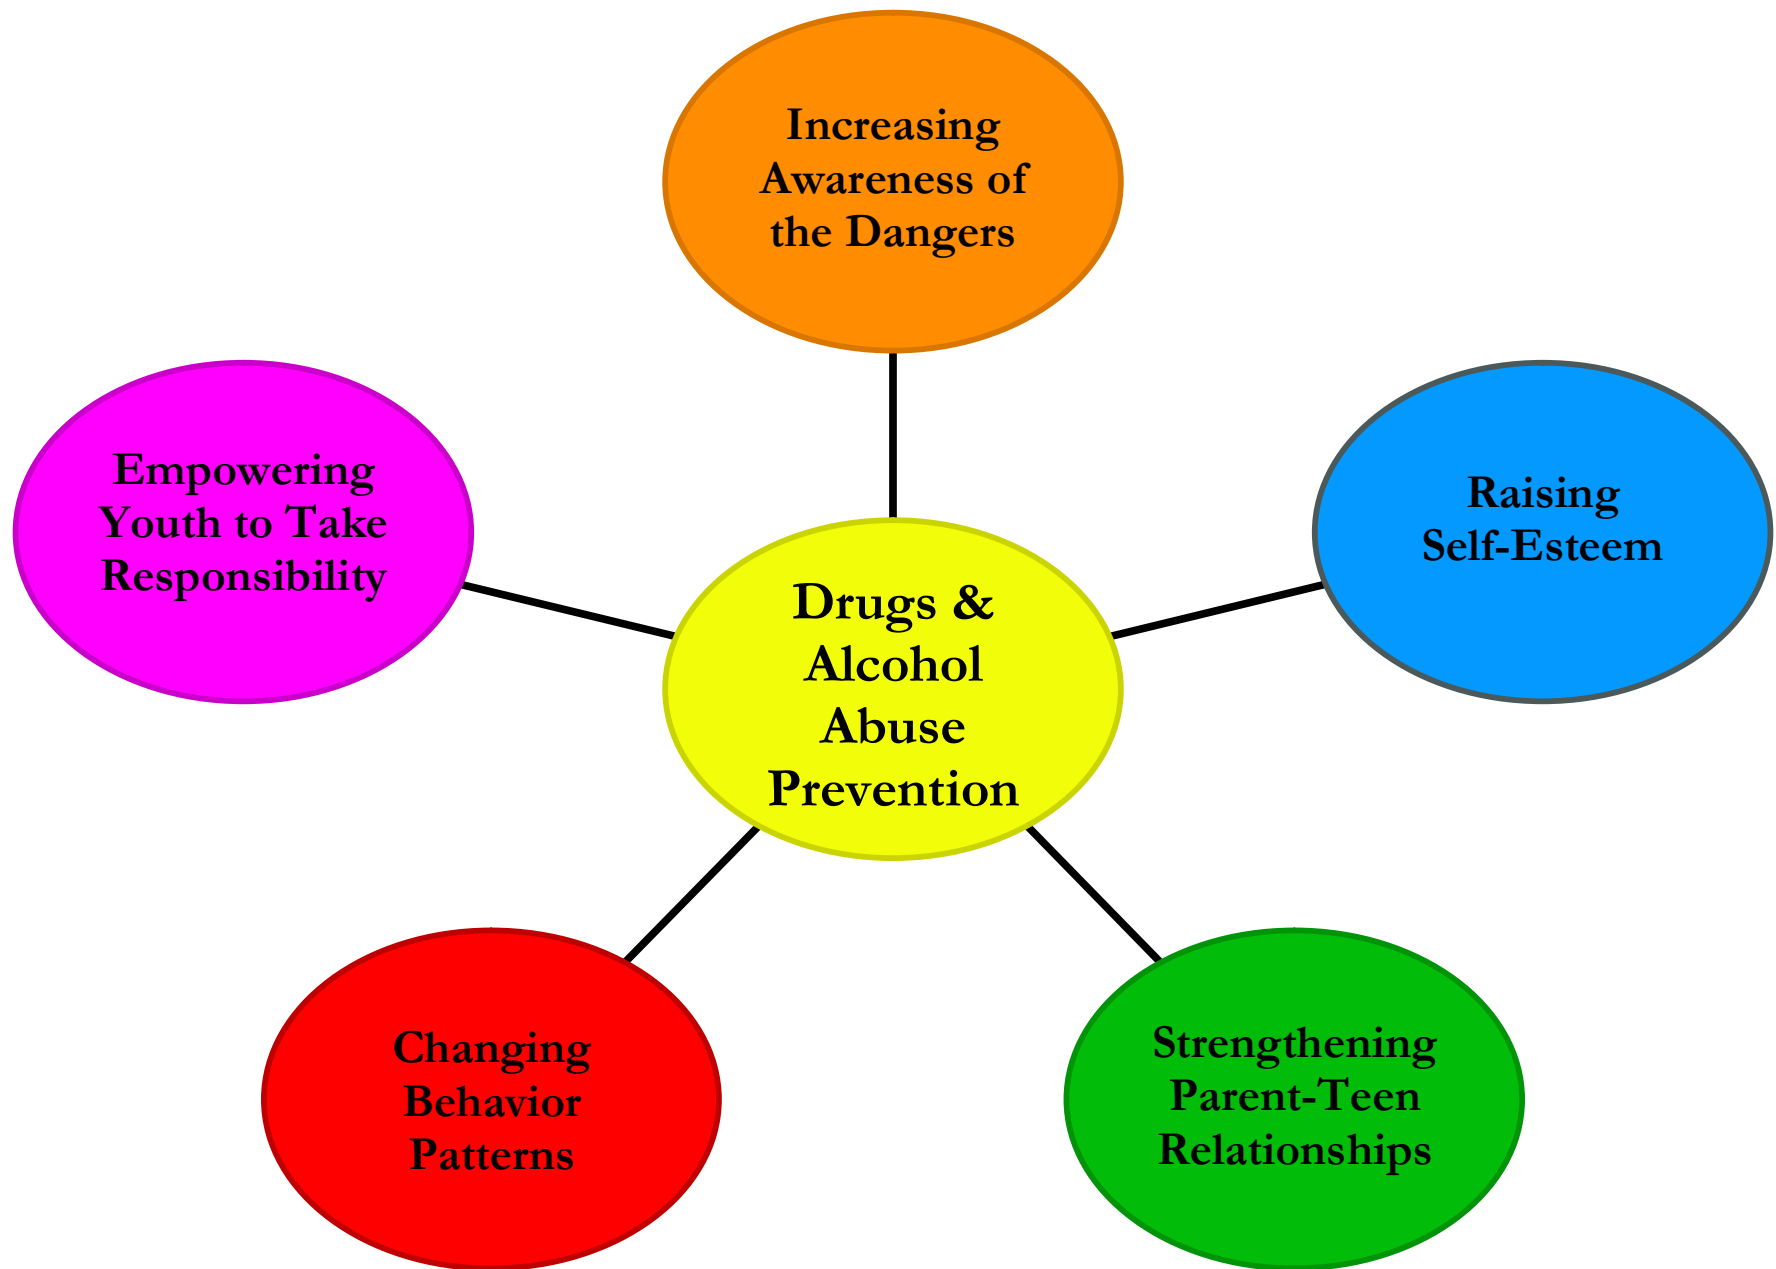 Increasing
Awareness of
the Dangers
Empowering
Youth to Take
Responsibility
Raising
Self-Esteem
Drugs &
Alcohol
Abuse
Prevention
Changing
Behavior
Patterns
Strengthening
Parent-Teen
Relationships